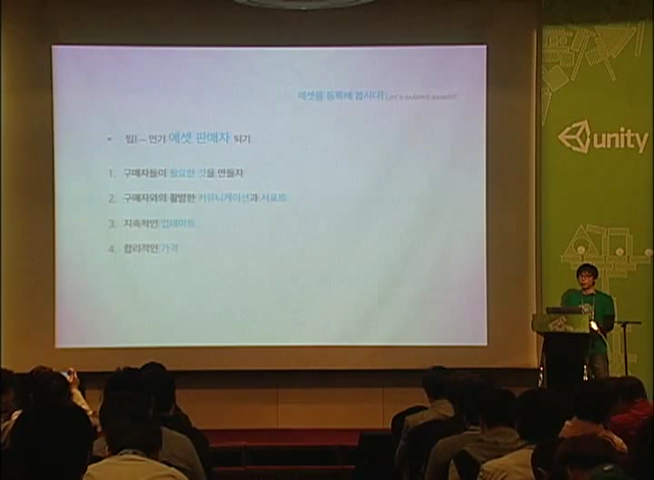 에셋을 등록해 봅시다! Let's submit assets!
- 팁! – 인기 에셋 판매자 되기
1. 구매자들이 필요한 것을 만들자
2. 구매자와의 활발한 커뮤니케이션과 서포트
3. 지속적인 업데이트
4. 합리적인 가격
unity